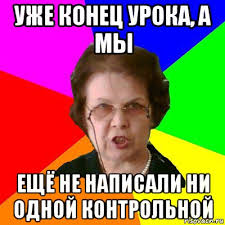 УЖЕ КОНЕЦ УРОКА, А
МЫ
ЕЩЁ НЕ НАПИСАЛИ НИ
ОДНОЙ КОНТРОЛЬНОЙ